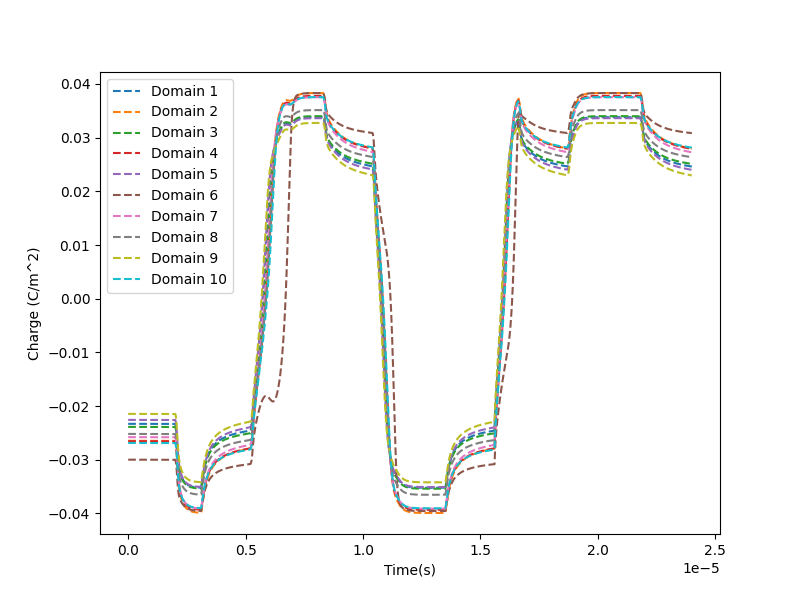 0.04
0.03
0.02
0.01
0.00
−0.01
−0.02
−0.03
−0.04
Charge (C/m^2)
Domain 1
Domain 2
Domain 3
Domain 4
Domain 5
Domain 6
Domain 7
Domain 8
Domain 9
Domain 10
0.0 0.5 1.0 1.5 2.0 2.5
1e−5
Time(s)